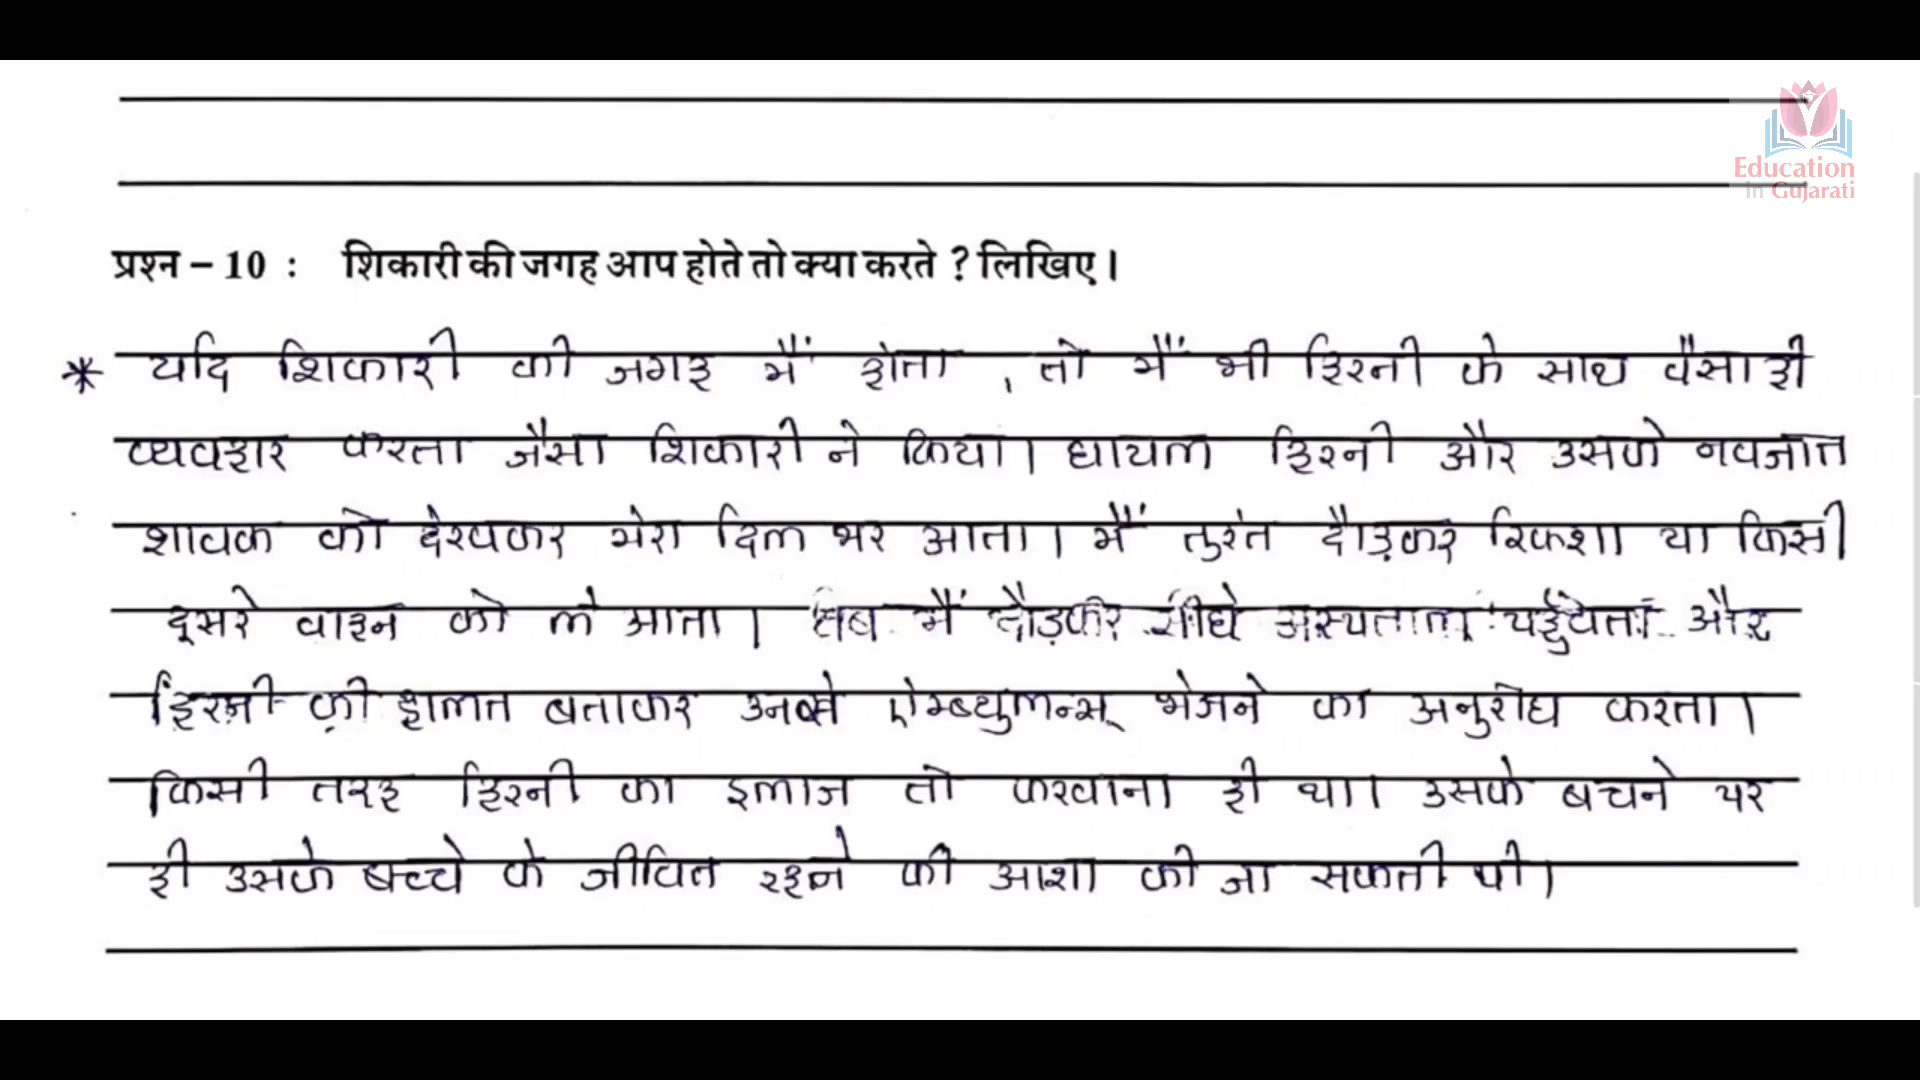 Education
in Gujarati
प्रश्न – 10 : शिकारी की जगह आप होते तो क्या करते ? लिखिए।
* यदि शिकारी की जगह मैं होता , तो मैं भी हिरनी के साथ वैसा ही
व्यवहार करता जैसा शिकारी ने किया। घायल हिरनी और उसके नवजात
शावक को देखकर मेरा दिल भर आता। मैं तुरंत दौड़कर रिकशा या किसी
दूसरे वाहन को ले आता। तब मैं दौड़कर सीधे अस्पताल पहुँचता और
हिरनी की हालत बताकर उनसे ऐम्ब्युलन्स् भेजने का अनुरोध करता।
किसी तरह हिरनी का इलाज तो करवाना ही था। उसके बचने पर
ही उसके बच्चे के जीवित रहने की आशा की जा सकती थी।